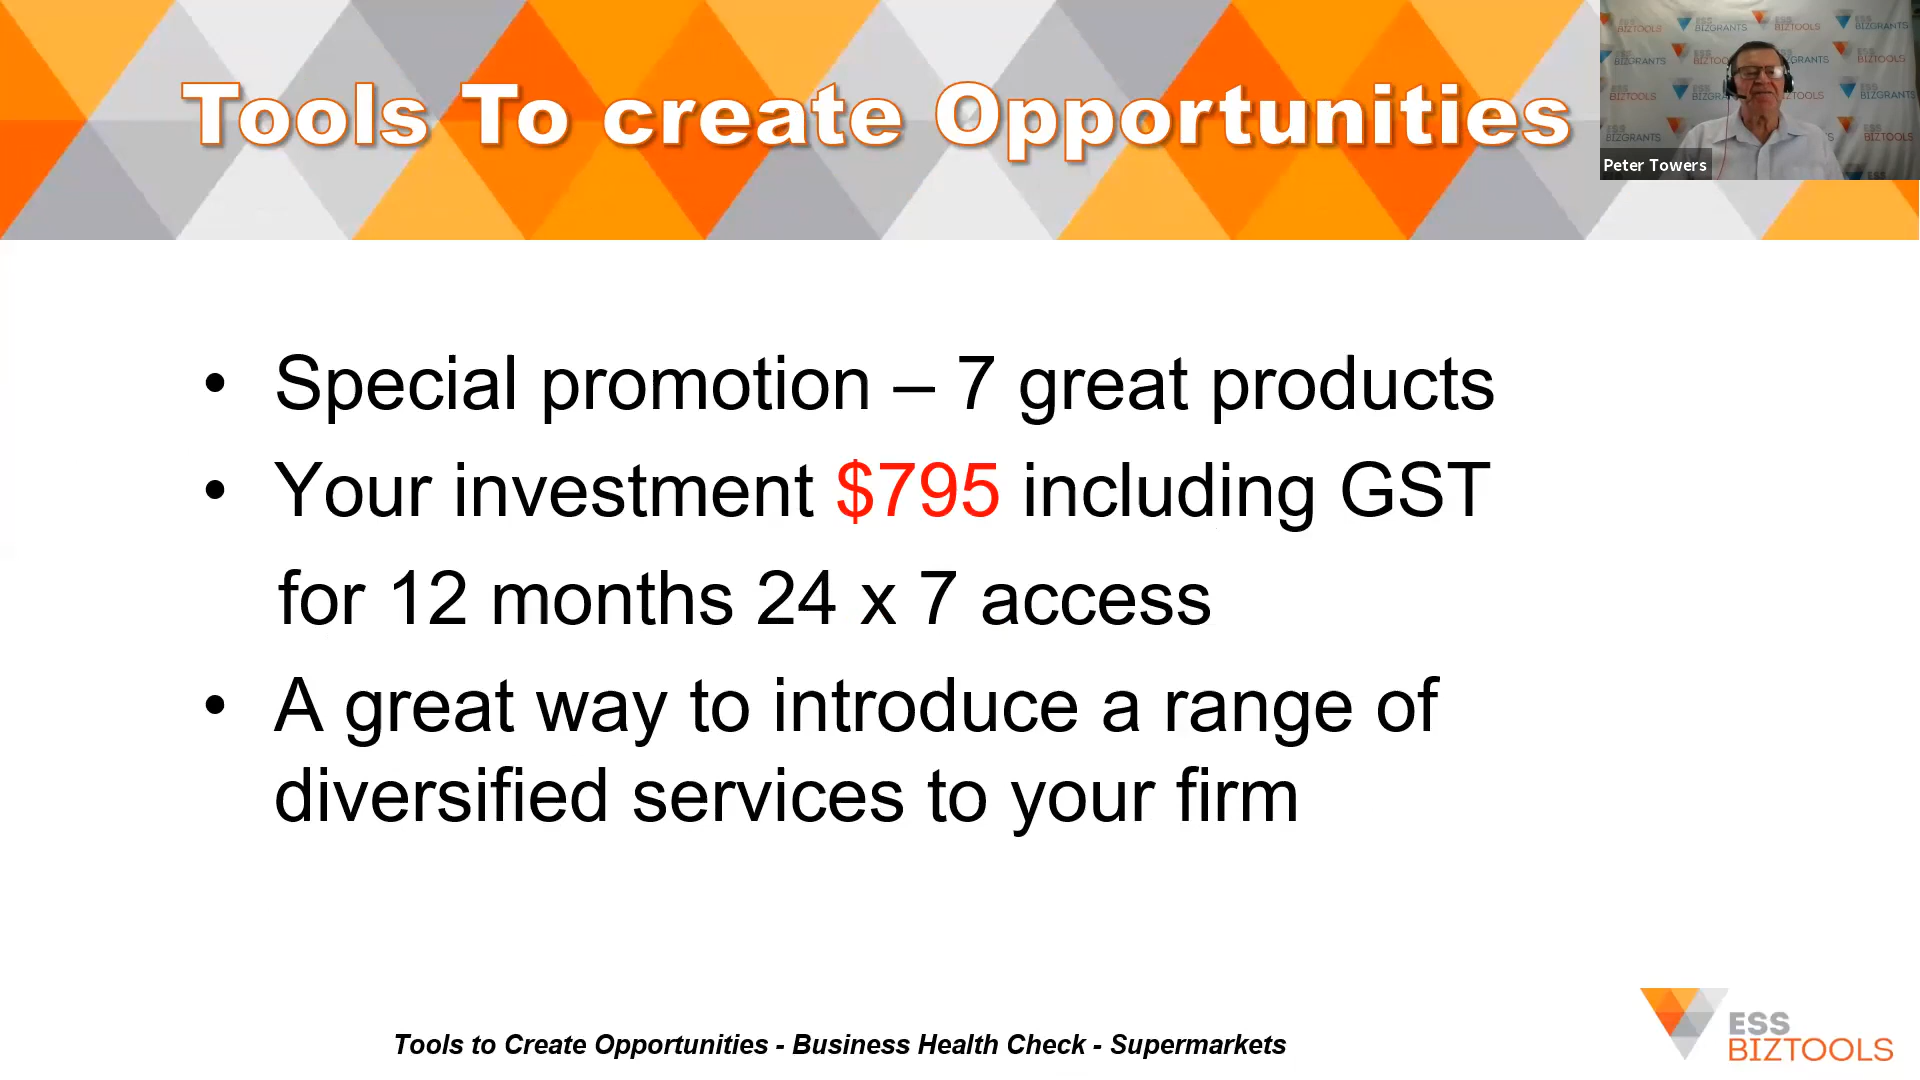 Tools To create Opportunities
Peter Towers
• Special promotion – 7 great products
• Your investment $795 including GST
for 12 months 24 x 7 access
• A great way to introduce a range of
diversified services to your firm
Tools to Create Opportunities - Business Health Check - Supermarkets
ESS
BIZTOOLS